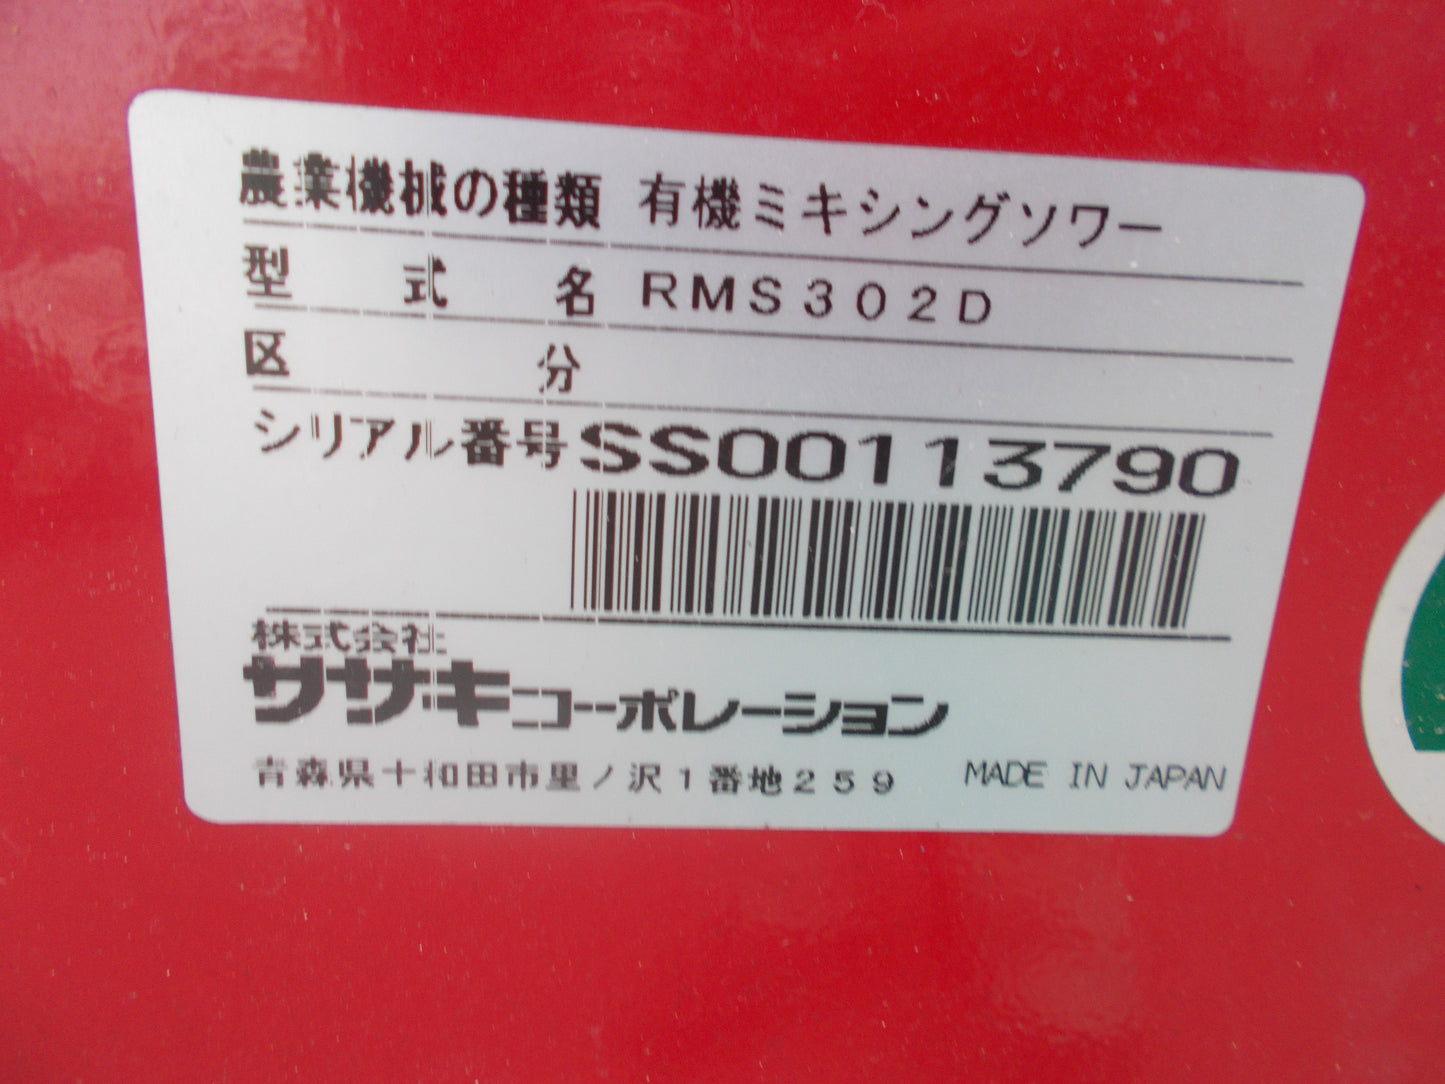 農業機械の種類 有機ミキシングソワー
型式名 RMS302D
区分
シリアル番号 SS00113790
株式会社
ササキコーポレーション
青森県十和田市里ノ沢1番地259 MADE IN JAPAN